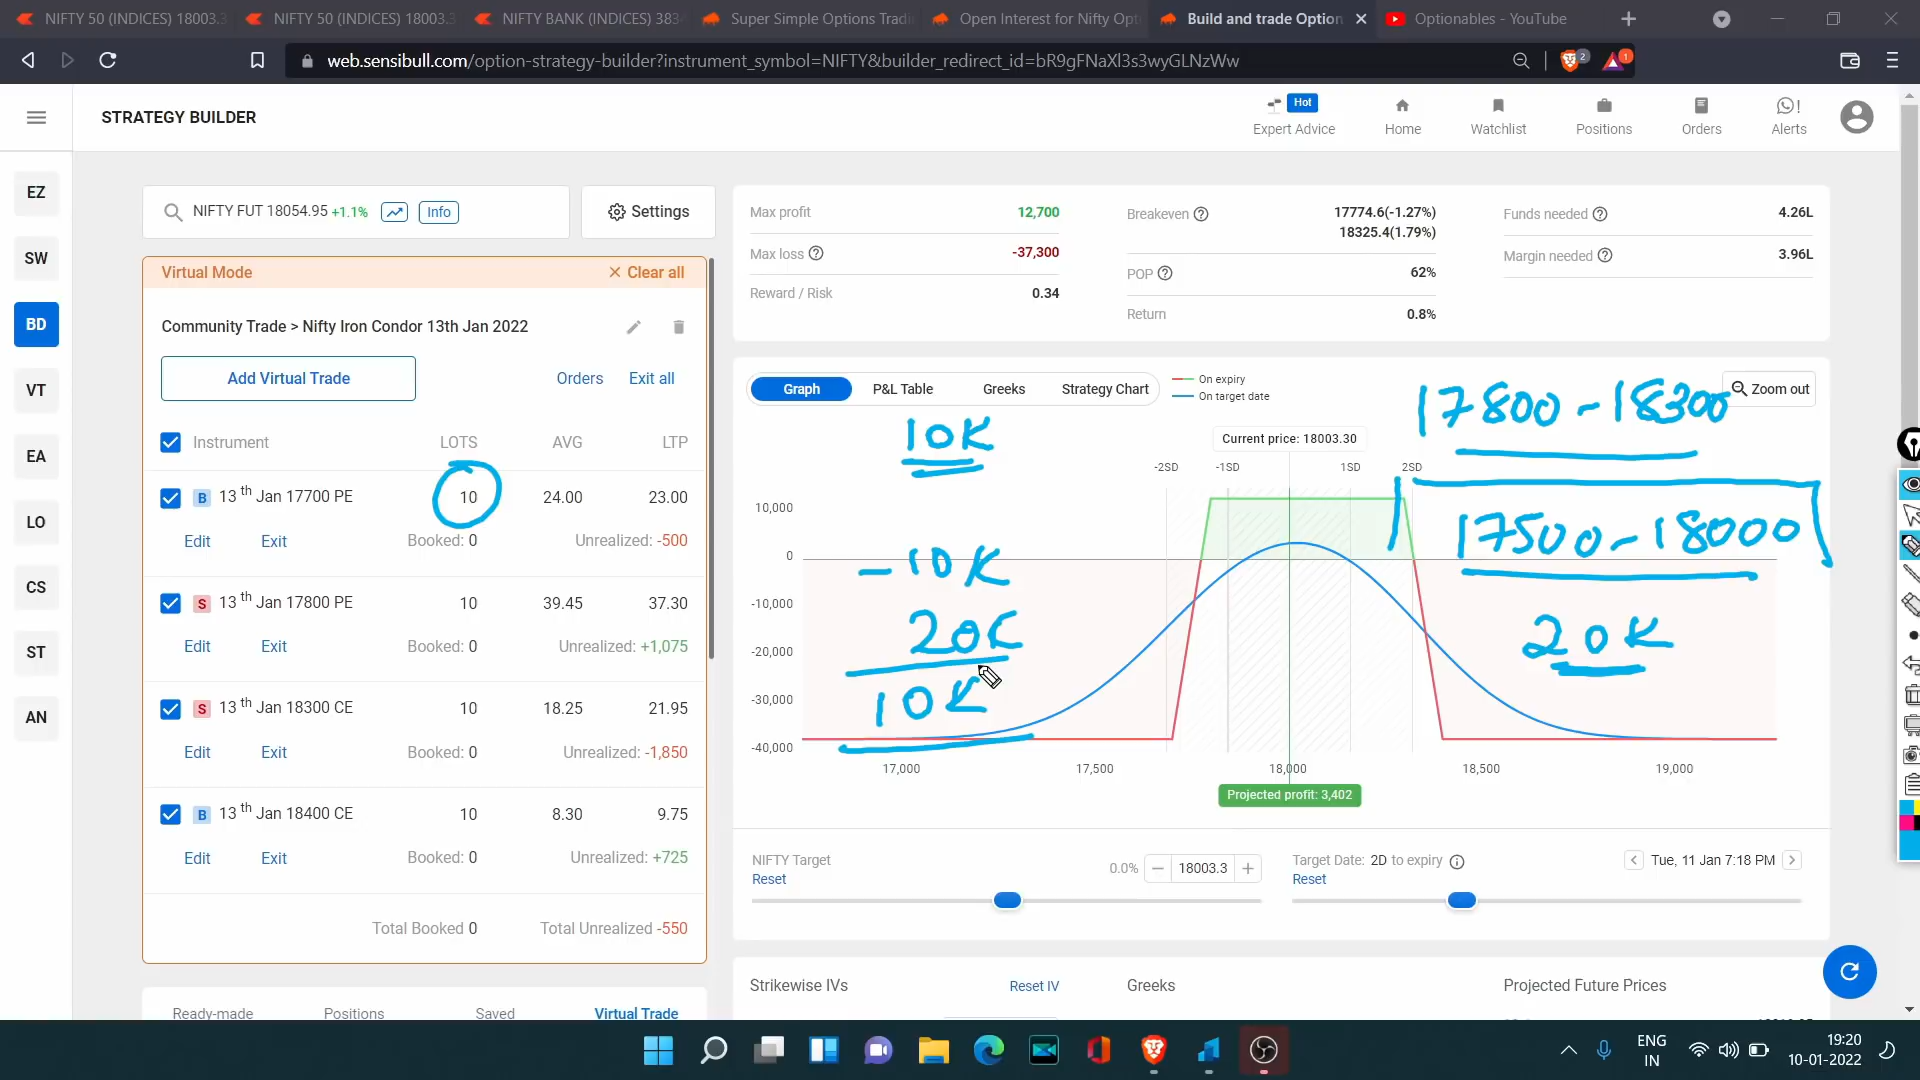 NIFTY 50 (INDICES) 18003.3
NIFTY 50 (INDICES) 18003.3
NIFTY BANK (INDICES) 3834
Super Simple Options Tradi
Open Interest for Nifty Opt
Build and trade Option
Optionables - YouTube
web.sensibull.com/option-strategy-builder?instrument_symbol=NIFTY&builder_redirect_id=bR9gFNaXl3s3wyGLNzWw
2
1
STRATEGY BUILDER
Hot
Expert Advice
Home
Watchlist
Positions
Orders
Alerts
EZ
SW
BD
VT
EA
LO
CS
ST
AN
NIFTY FUT 18054.95 +1.1%
Info
Settings
Virtual Mode
Clear all
Community Trade > Nifty Iron Condor 13th Jan 2022
Add Virtual Trade
Orders
Exit all
Instrument LOTS AVG LTP
B 13 th Jan 17700 PE 10 24.00 23.00
Edit Exit Booked: 0 Unrealized: -500
S 13 th Jan 17800 PE 10 39.45 37.30
Edit Exit Booked: 0 Unrealized: +1,075
S 13 th Jan 18300 CE 10 18.25 21.95
Edit Exit Booked: 0 Unrealized: -1,850
B 13 th Jan 18400 CE 10 8.30 9.75
Edit Exit Booked: 0 Unrealized: +725
Total Booked 0 Total Unrealized -550
Ready-made Positions Saved Virtual Trade
Max profit 12,700
Max loss -37,300
Reward / Risk 0.34
Breakeven 17774.6(-1.27%)
18325.4(1.79%)
POP 62%
Return 0.8%
Funds needed 4.26L
Margin needed 3.96L
Graph P&L Table Greeks Strategy Chart
On expiry
On target date
Zoom out
17800 - 18300
10K
Current price: 18003.30
-2SD -1SD 1SD 2SD
17500 - 18000
-10K
20K
10K
20K
10,000
0
-10,000
-20,000
-30,000
-40,000
17,000 17,500 18,000 18,500 19,000
Projected profit: 3,402
NIFTY Target
Reset
0.0% 18003.3
Target Date: 2D to expiry
Reset
Tue, 11 Jan 7:18 PM
Strikewise IVs Reset IV
Greeks
Projected Future Prices
ENG
IN
19:20
10-01-2022